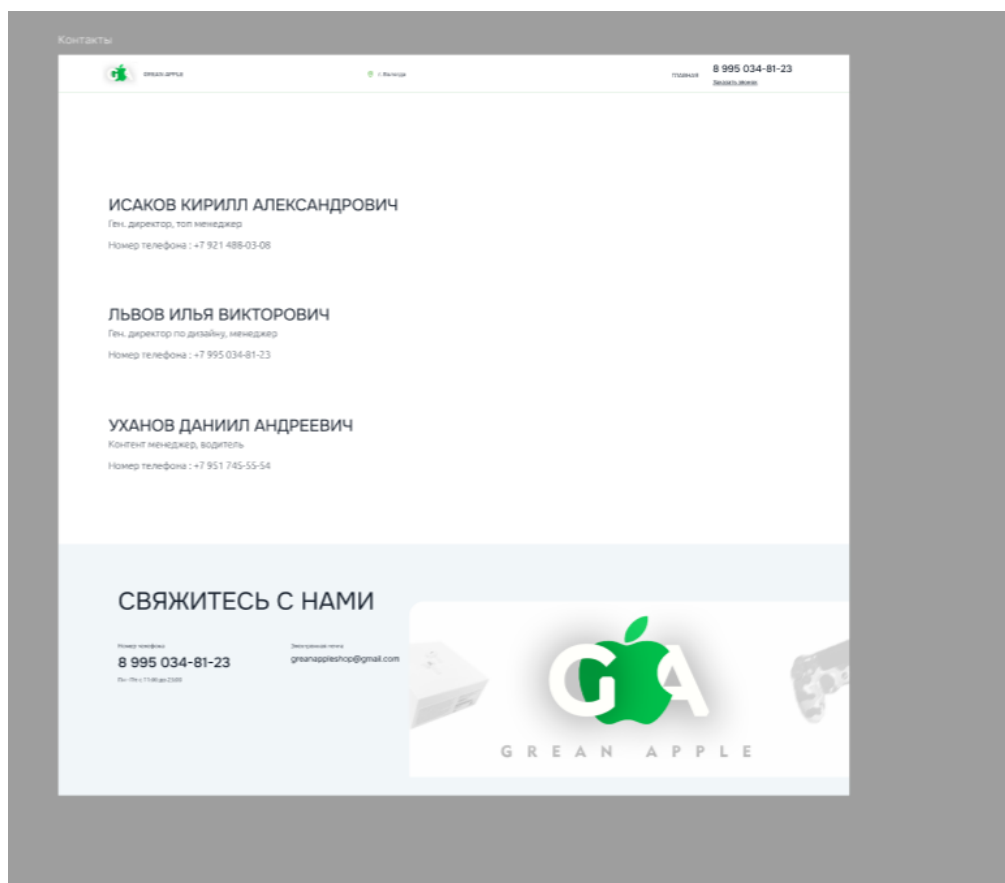 Контакты
GREAN APPLE
г. Вологда
ГЛАВНАЯ
8 995 034-81-23
Заказать звонок
ИСАКОВ КИРИЛЛ АЛЕКСАНДРОВИЧ
Ген. директор, топ менеджер
Номер телефона : +7 921 488-03-08
ЛЬВОВ ИЛЬЯ ВИКТОРОВИЧ
Ген. директор по дизайну, менеджер
Номер телефона : +7 995 034-81-23
УХАНОВ ДАНИИЛ АНДРЕЕВИЧ
Контент менеджер, водитель
Номер телефона : +7 951 745-55-54
СВЯЖИТЕСЬ С НАМИ
Номер телефона
8 995 034-81-23
Электронная почта
greanappleshop@gmail.com
GA
GREAN APPLE